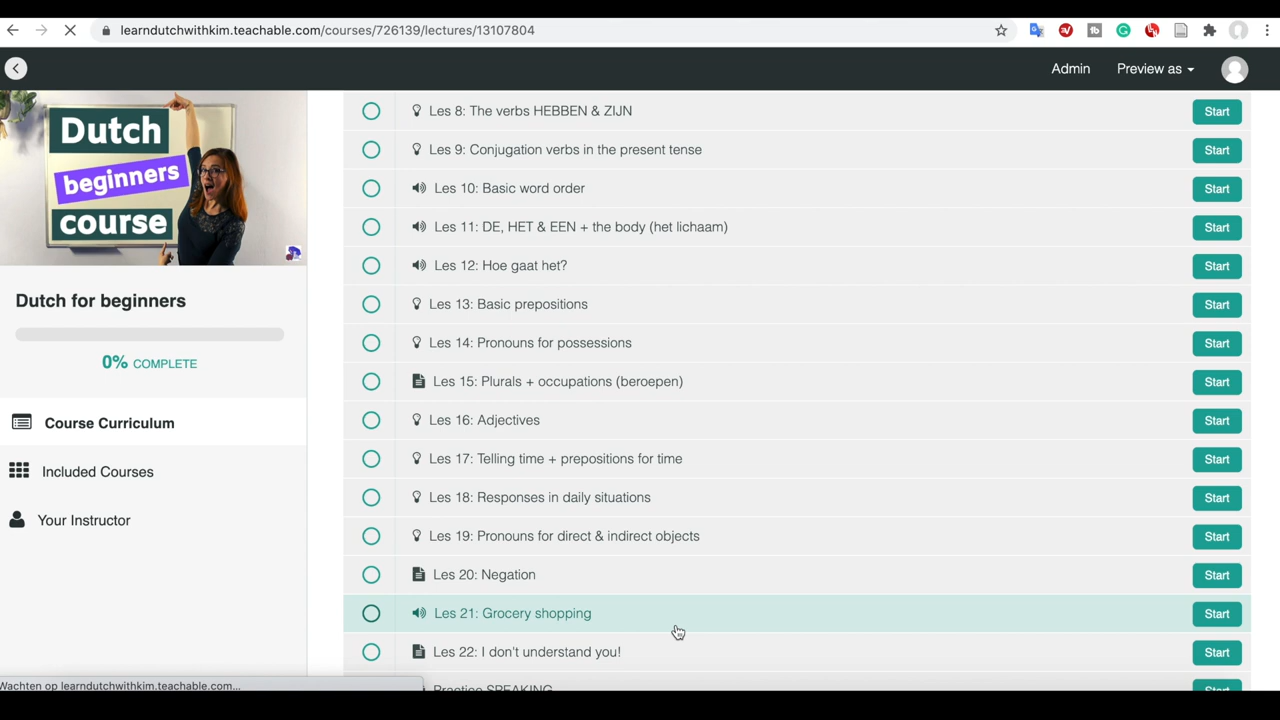 learndutchwithkim.teachable.com/courses/726139/lectures/13107804
Admin
Preview as
Dutch
beginners
course
Dutch for beginners
0% COMPLETE
Course Curriculum
Included Courses
Your Instructor
Les 8: The verbs HEBBEN & ZIJN Start
Les 9: Conjugation verbs in the present tense Start
Les 10: Basic word order Start
Les 11: DE, HET & EEN + the body (het lichaam) Start
Les 12: Hoe gaat het? Start
Les 13: Basic prepositions Start
Les 14: Pronouns for possessions Start
Les 15: Plurals + occupations (beroepen) Start
Les 16: Adjectives Start
Les 17: Telling time + prepositions for time Start
Les 18: Responses in daily situations Start
Les 19: Pronouns for direct & indirect objects Start
Les 20: Negation Start
Les 21: Grocery shopping Start
Les 22: I don't understand you! Start
Practice SPEAKING Start
Wachten op learndutchwithkim.teachable.com...